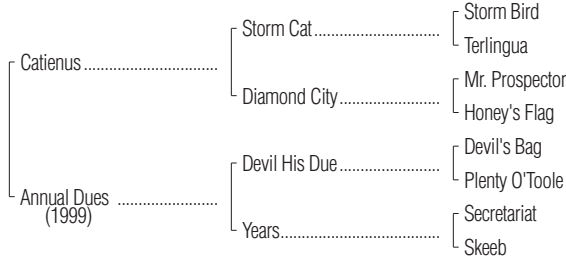 Storm Bird
Storm Cat
Terlingua
Catienus
Mr. Prospector
Diamond City
Honey's Flag
Devil's Bag
Devil His Due
Plenty O'Toole
Annual Dues
(1999)
Secretariat
Years
Skeeb